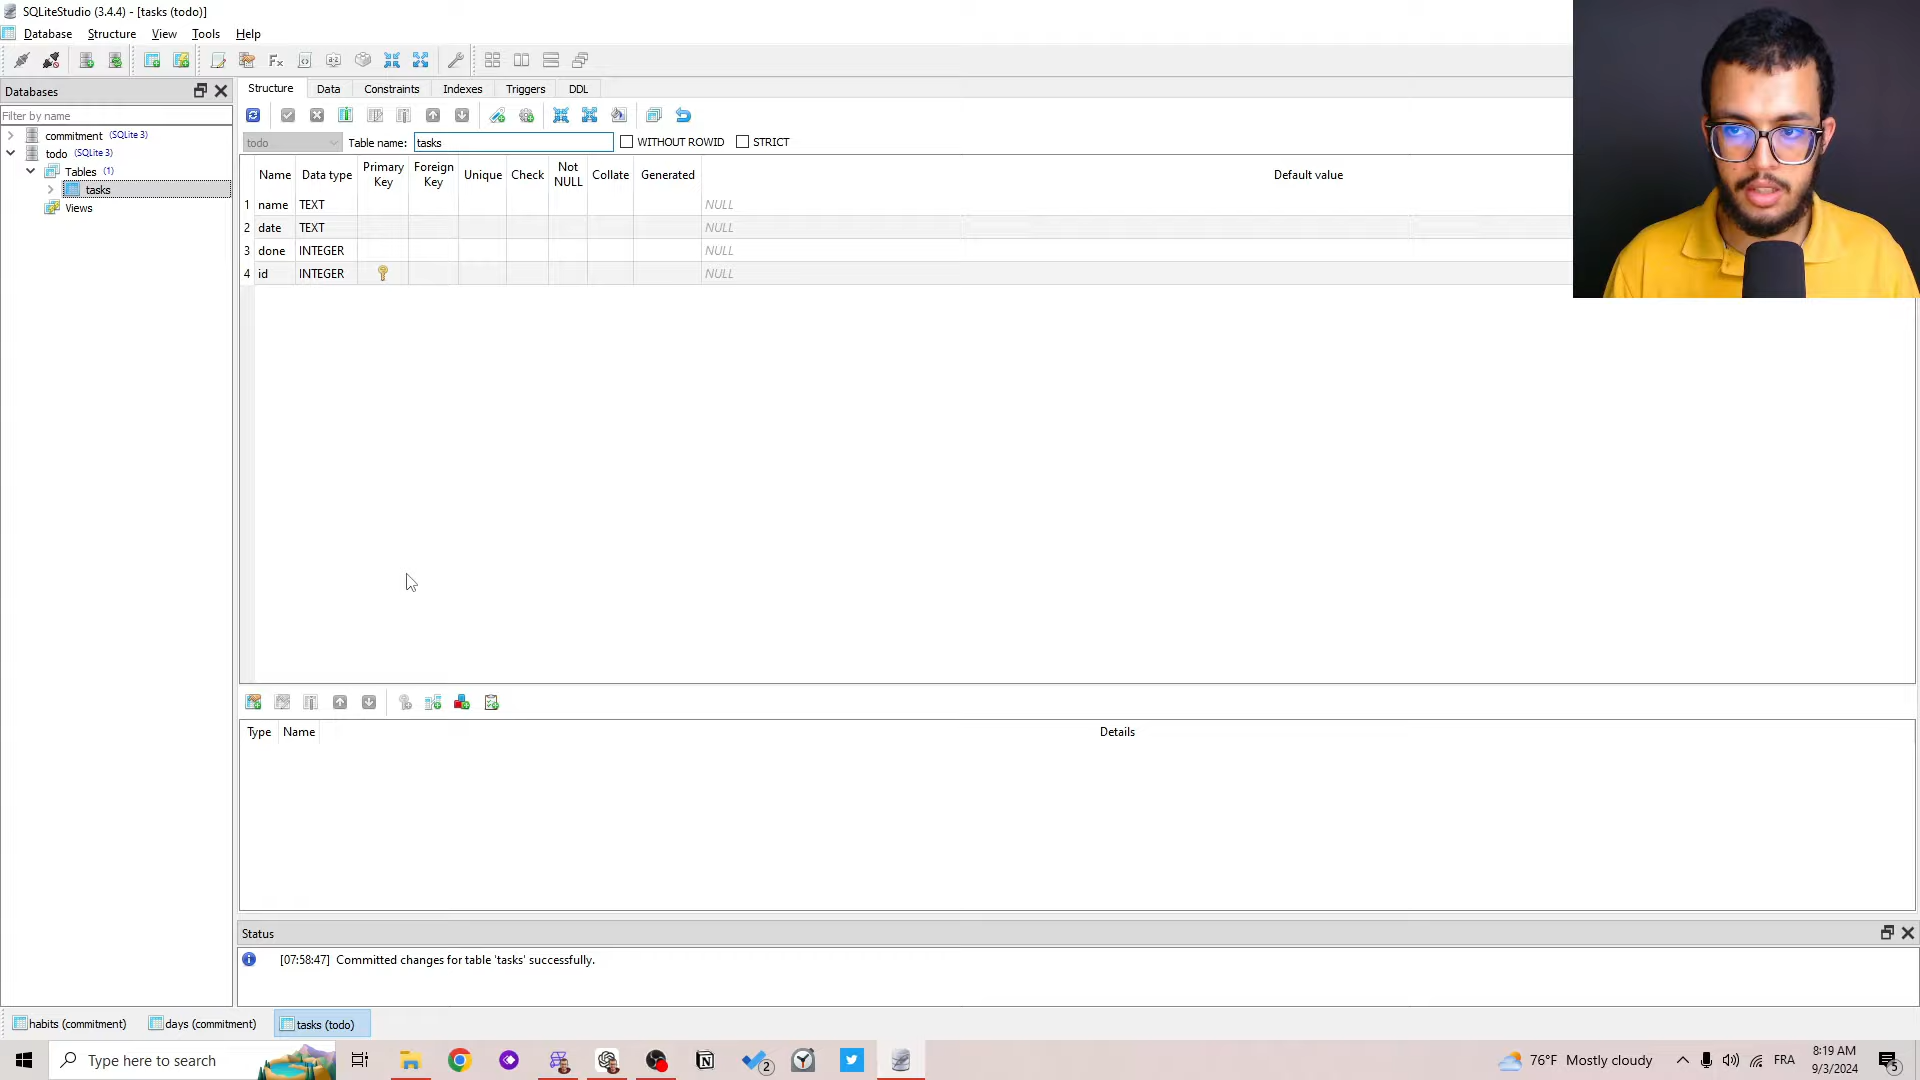 SQLiteStudio (3.4.4) - [tasks (todo)]
Database Structure View Tools Help
Databases
Filter by name
commitment (SQLite 3)
todo (SQLite 3)
Tables (1)
tasks
Views
Structure Data Constraints Indexes Triggers DDL
todo Table name: tasks WITHOUT ROWID STRICT
Name Data type Primary Key Foreign Key Unique Check Not NULL Collate Generated Default value
1 name TEXT NULL
2 date TEXT NULL
3 done INTEGER NULL
4 id INTEGER NULL
Type Name Details
Status
[07:58:47] Committed changes for table 'tasks' successfully.
habits (commitment) days (commitment) tasks (todo)
Type here to search
2
76°F Mostly cloudy
FRA
8:19 AM
9/3/2024
5